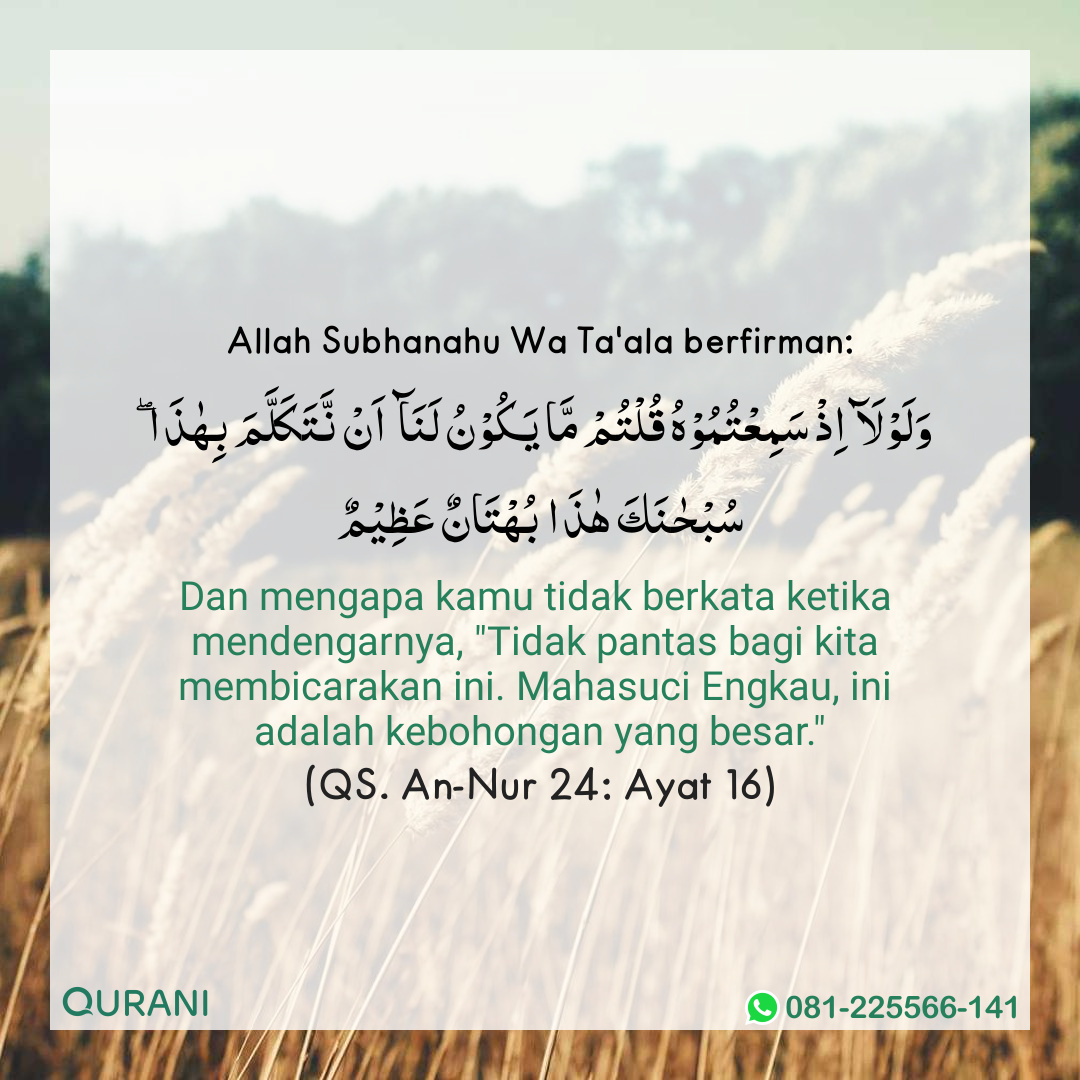 Allah Subhanahu Wa Ta'ala berfirman:
وَلَوْلَاۤ اِذْ سَمِعْتُمُوْهُ قُلْتُمْ مَّا يَكُوْنُ لَنَاۤ اَنْ نَّتَكَلَّمَ بِهٰذَا ۖ
سُبْحٰنَكَ هٰذَا بُهْتَانٌ عَظِيْمٌ
Dan mengapa kamu tidak berkata ketika
mendengarnya, "Tidak pantas bagi kita
membicarakan ini. Mahasuci Engkau, ini
adalah kebohongan yang besar."
(QS. An-Nur 24: Ayat 16)
QURANI
081-225566-141